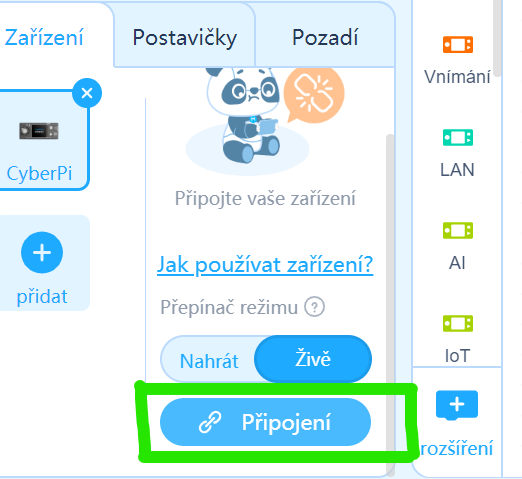 Zařízení
Postavičky
Pozadí
CyberPi
přidat
Připojte vaše zařízení
Jak používat zařízení?
Přepínač režimu ?
Nahrát
Živě
Připojení
Vnímání
LAN
AI
IoT
rozšíření